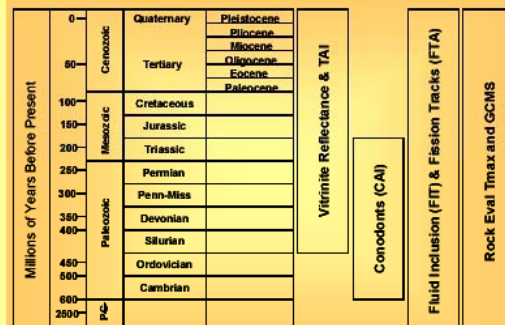 Millions of Years Before Present
0
50
100
150
200
250
300
350
400
450
500
600
2500
Cenozoic
Mesozoic
Paleozoic
PC
Quaternary
Tertiary
Cretaceous
Jurassic
Triassic
Permian
Penn-Miss
Devonian
Silurian
Ordovician
Cambrian
Pleistocene
Pliocene
Miocene
Oligocene
Eocene
Paleocene
Vitrinite Reflectance & TAI
Conodonts (CAI)
Fluid Inclusion (FIT) & Fission Tracks (FTA)
Rock Eval Tmax and GCMS